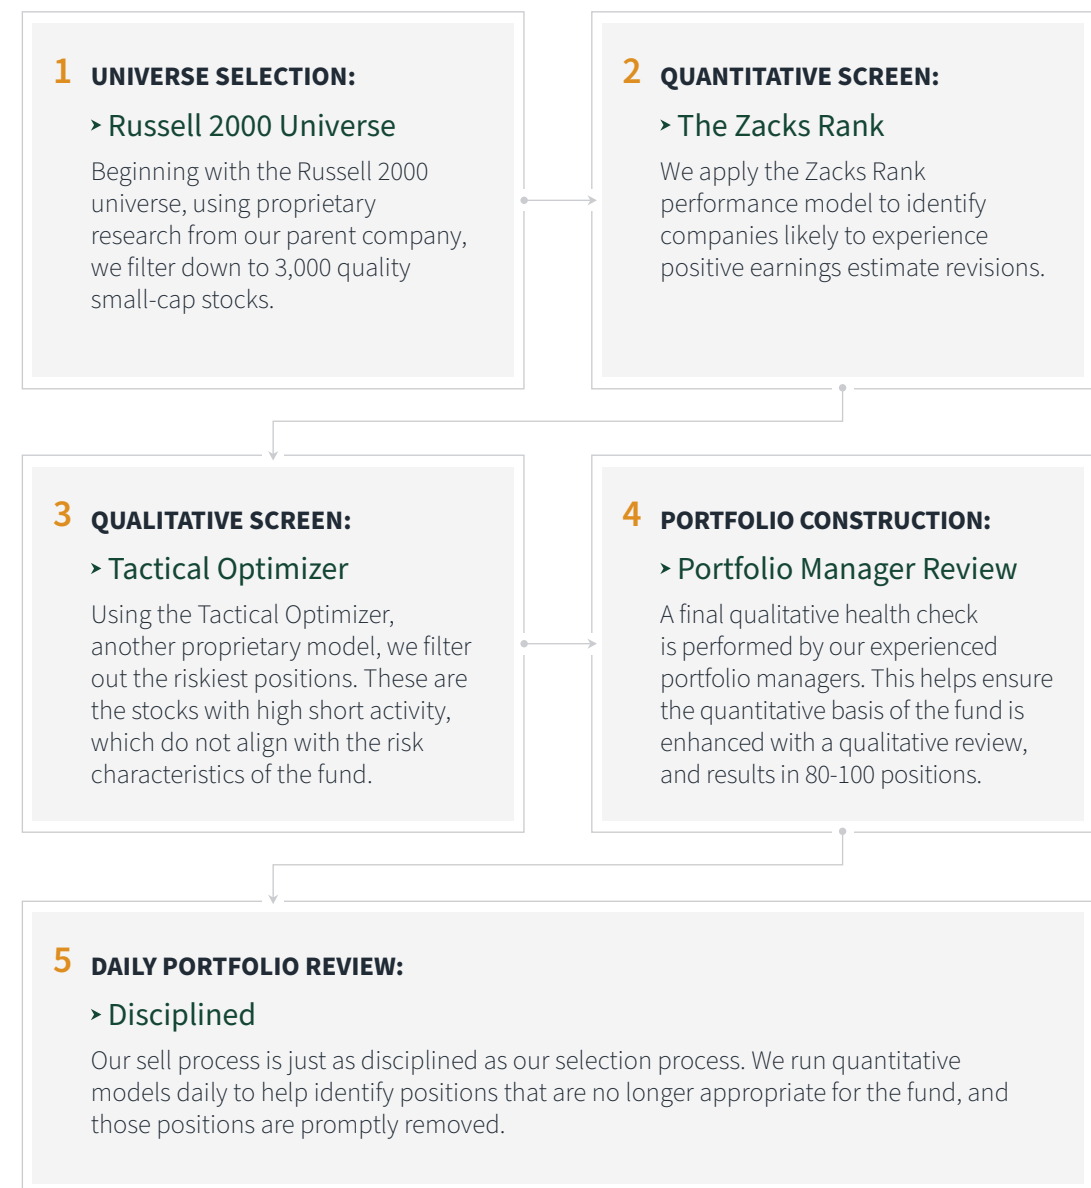 1 UNIVERSE SELECTION:
➤ Russell 2000 Universe
Beginning with the Russell 2000
universe, using proprietary
research from our parent company,
we filter down to 3,000 quality
small-cap stocks.
2 QUANTITATIVE SCREEN:
➤ The Zacks Rank
We apply the Zacks Rank
performance model to identify
companies likely to experience
positive earnings estimate revisions.
3 QUALITATIVE SCREEN:
➤ Tactical Optimizer
Using the Tactical Optimizer,
another proprietary model, we filter
out the riskiest positions. These are
the stocks with high short activity,
which do not align with the risk
characteristics of the fund.
4 PORTFOLIO CONSTRUCTION:
➤ Portfolio Manager Review
A final qualitative health check
is performed by our experienced
portfolio managers. This helps ensure
the quantitative basis of the fund is
enhanced with a qualitative review,
and results in 80-100 positions.
5 DAILY PORTFOLIO REVIEW:
➤ Disciplined
Our sell process is just as disciplined as our selection process. We run quantitative
models daily to help identify positions that are no longer appropriate for the fund, and
those positions are promptly removed.